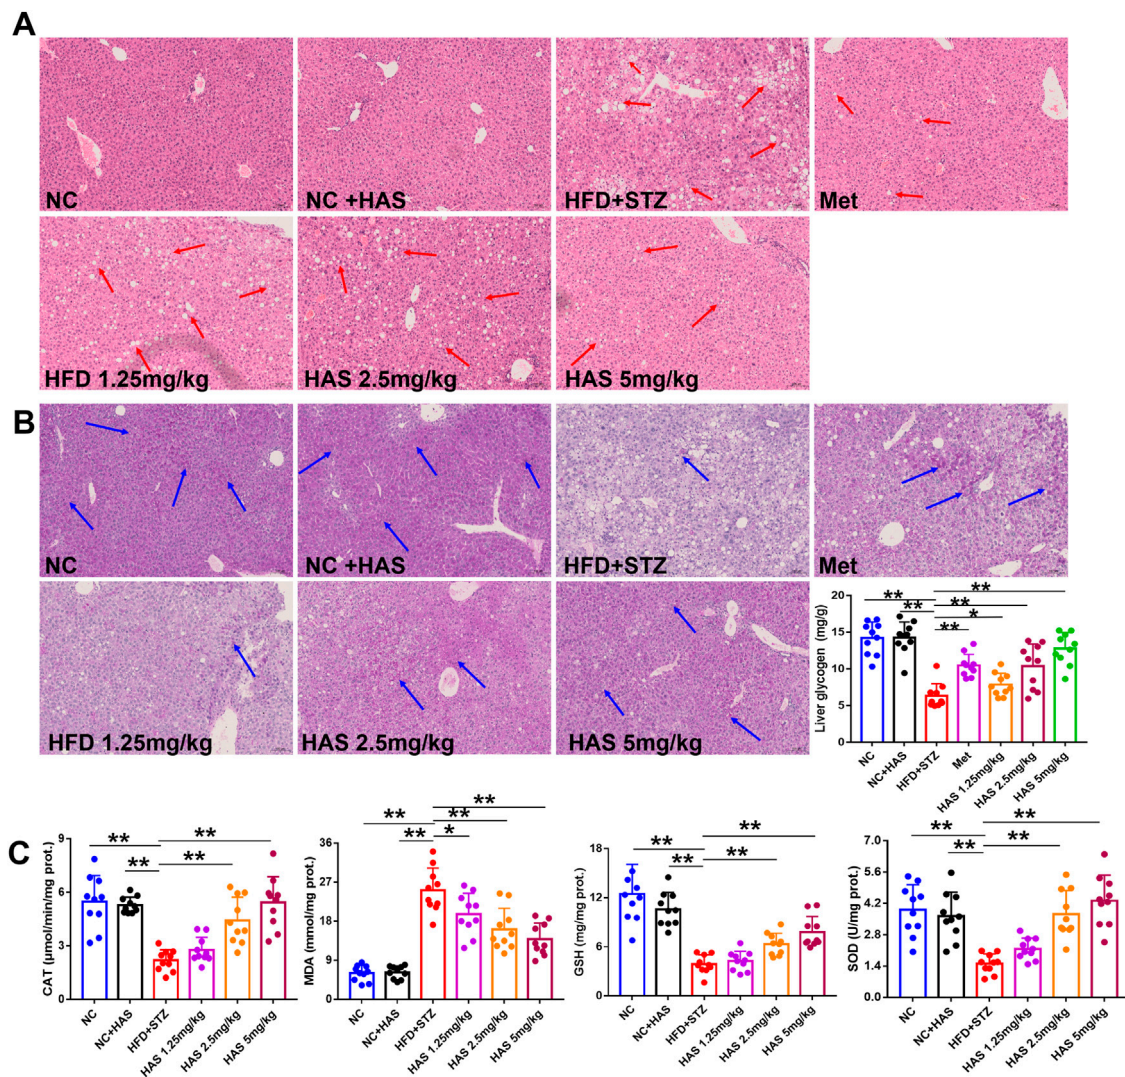 A
NC
NC +HAS
HFD+STZ
Met
HFD 1.25mg/kg
HAS 2.5mg/kg
HAS 5mg/kg
B
NC
NC +HAS
HFD+STZ
Met
HFD 1.25mg/kg
HAS 2.5mg/kg
HAS 5mg/kg
Liver glycogen (mg/g)
20
15
10
5
0
**
**
**
**
*
**
NC
NC+HAS
HFD+STZ
Met
HAS 1.25mg/kg
HAS 2.5mg/kg
HAS 5mg/kg
C
CAT (μmol/min/mg prot.)
9
6
3
0
**
**
**
**
NC
NC+HAS
HFD+STZ
HAS 1.25mg/kg
HAS 2.5mg/kg
HAS 5mg/kg
MDA (mmol/mg prot.)
36
27
18
9
0
**
**
**
**
*
NC
NC+HAS
HFD+STZ
HAS 1.25mg/kg
HAS 2.5mg/kg
HAS 5mg/kg
GSH (mg/mg prot.)
18
12
6
0
**
**
**
**
NC
NC+HAS
HFD+STZ
HAS 1.25mg/kg
HAS 2.5mg/kg
HAS 5mg/kg
SOD (U/mg prot.)
7.0
5.6
4.2
2.8
1.4
0.0
**
**
**
**
NC
NC+HAS
HFD+STZ
HAS 1.25mg/kg
HAS 2.5mg/kg
HAS 5mg/kg